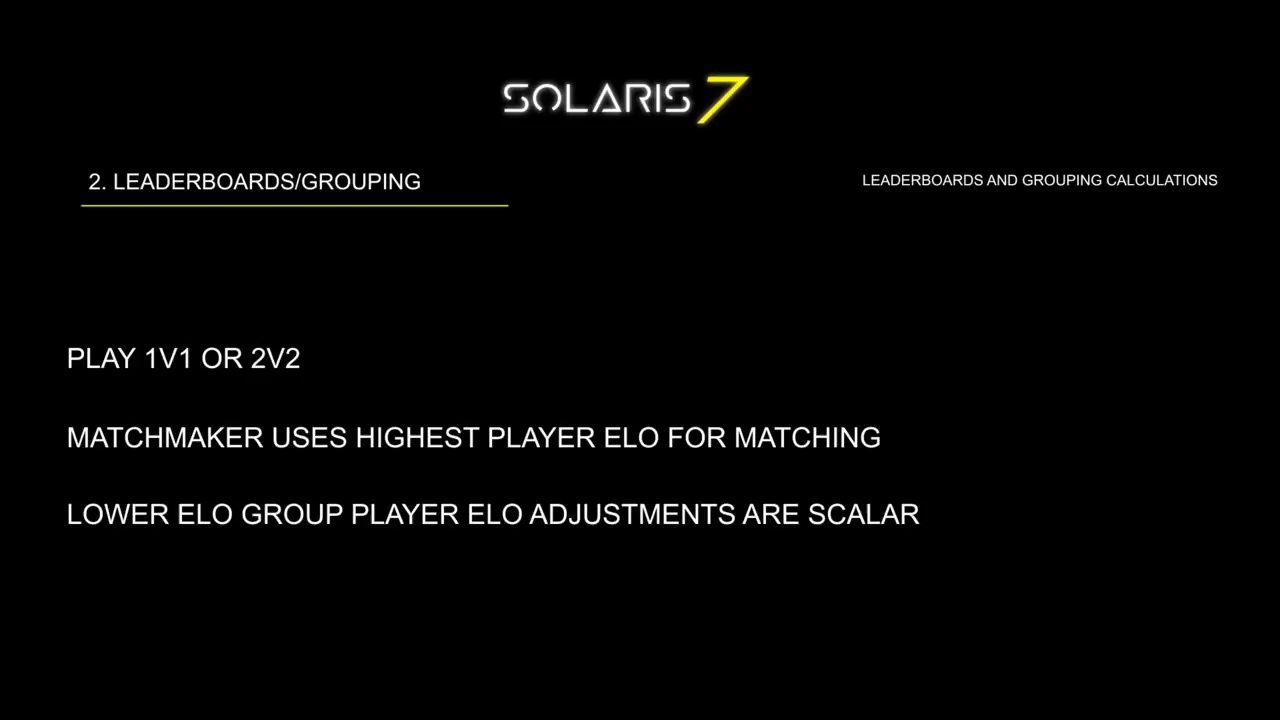 SOLARIS 7
2. LEADERBOARDS/GROUPING
LEADERBOARDS AND GROUPING CALCULATIONS
PLAY 1V1 OR 2V2
MATCHMAKER USES HIGHEST PLAYER ELO FOR MATCHING
LOWER ELO GROUP PLAYER ELO ADJUSTMENTS ARE SCALAR